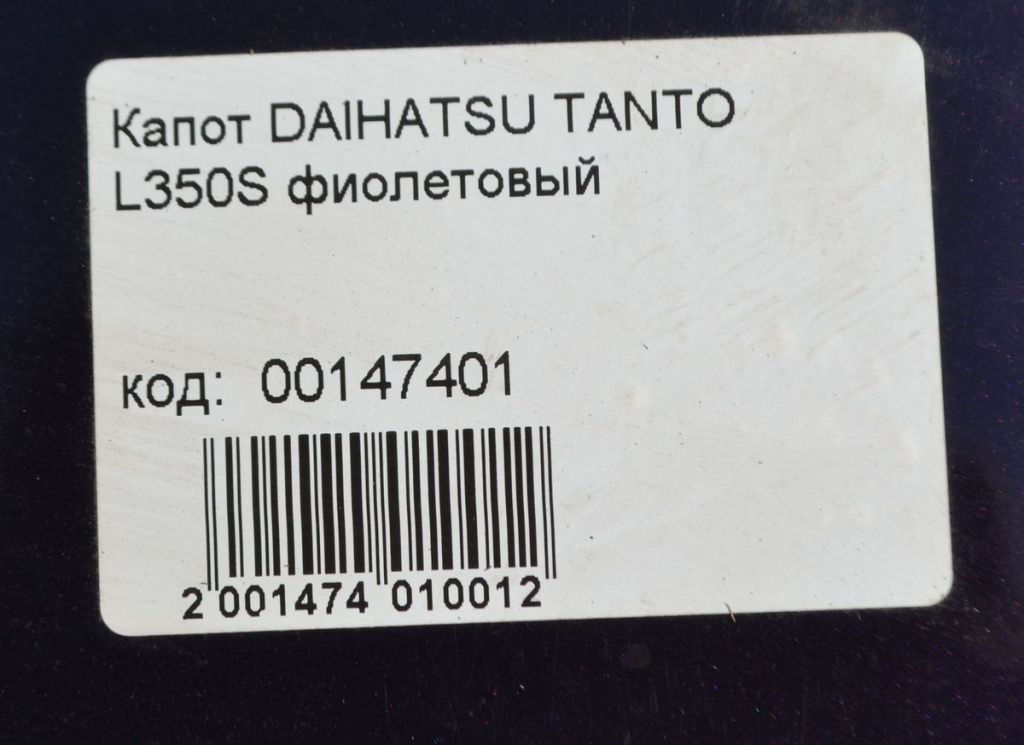 Капот DAIHATSU TANTO
L350S фиолетовый
код: 00147401
2 001474 010012